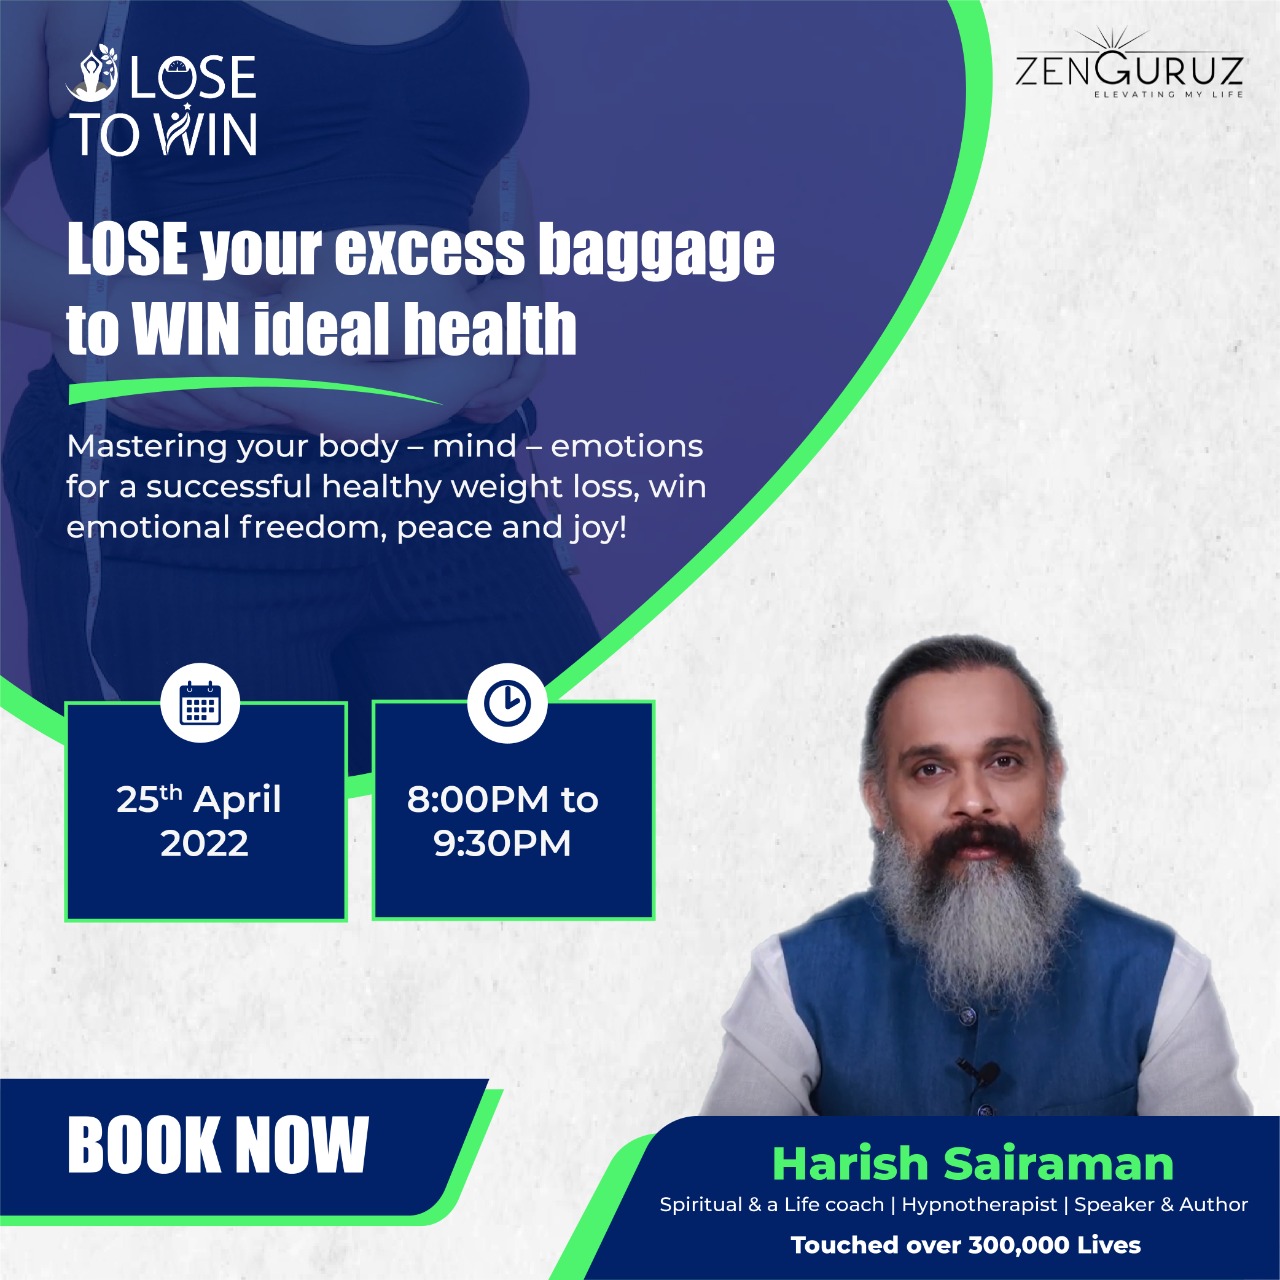 LOSE
TO WIN
ZENGURUZ
ELEVATING MY LIFE
LOSE your excess baggage
to WIN ideal health
Mastering your body – mind – emotions
for a successful healthy weight loss, win
emotional freedom, peace and joy!
25th April
2022
8:00PM to
9:30PM
BOOK NOW
Harish Sairaman
Spiritual & a Life coach | Hypnotherapist | Speaker & Author
Touched over 300,000 Lives